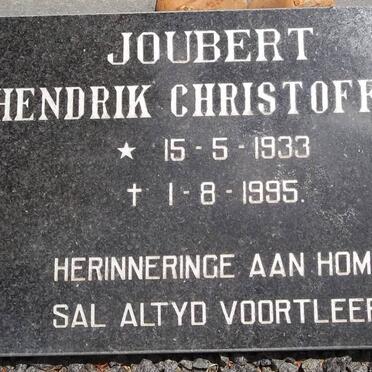 JOUBERT
HENDRIK CHRISTOFF
★ 15 - 5 - 1933
✝ 1 - 8 - 1995.
HERINNERINGE AAN HOM
SAL ALTYD VOORTLEEF